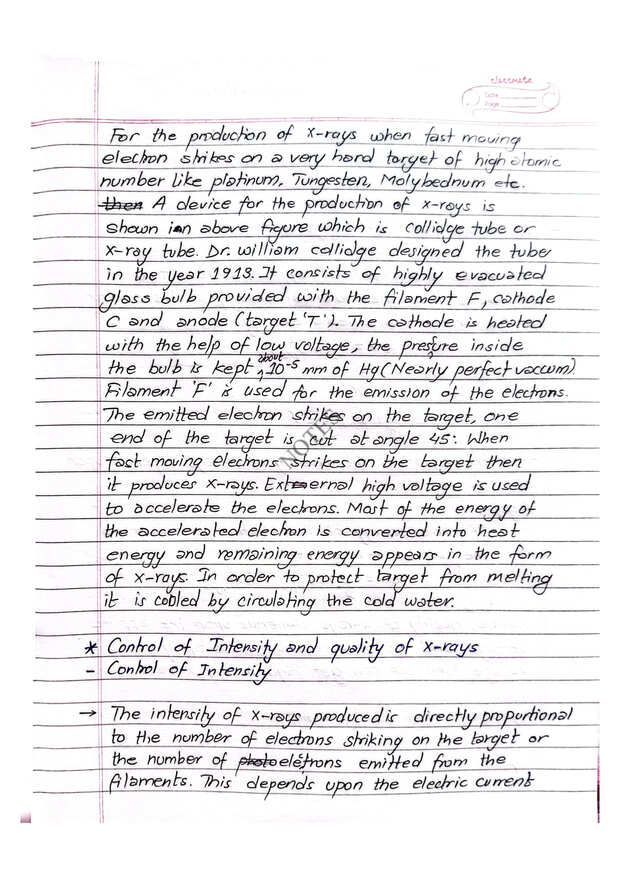 classmate
Date
Page
For the production of X-rays when fast moving
electron strikes on a very hard target of high atomic
number like platinum, Tungesten, Molybednum etc.
then A device for the production of x-rays is
shown in above figure which is collidge tube or
X-ray tube. Dr. william collidge designed the tube
in the year 1913. It consists of highly evacuated
glass bulb provided with the filament F, cathode
C and anode (target 'T'). The cathode is heated
with the help of low voltage, the pressure inside
the bulb is kept about 10⁻⁵ mm of Hg (Nearly perfect vaccum)
Filament 'F' is used for the emission of the electrons.
The emitted electron strikes on the target, one
end of the target is cut at angle 45°. When
fast moving electrons strikes on the target then
it produces X-rays. External high voltage is used
to accelerate the electrons. Most of the energy of
the accelerated electron is converted into heat
energy and remaining energy appears in the form
of x-rays. In order to protect target from melting
it is cooled by circulating the cold water.
* Control of Intensity and quality of X-rays
- Control of Intensity
→ The intensity of X-rays produced is directly proportional
to the number of electrons striking on the target or
the number of photoeletrons emitted from the
filaments. This depends upon the electric current
NOTES